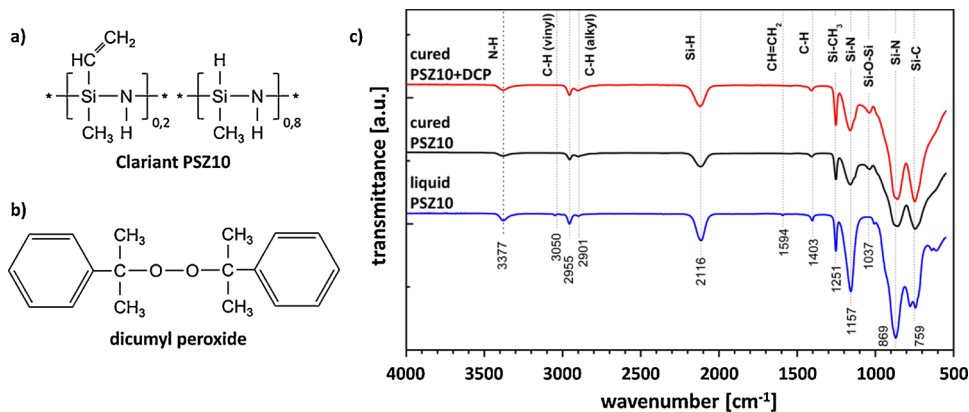 a)
CH₂
CH
H
* Si N * * Si N *
CH₃ H 0,2 CH₃ H 0,8
Clariant PSZ10
b)
CH₃ CH₃
C O O C
CH₃ CH₃
dicumyl peroxide
c)
N-H
C-H (vinyl)
C-H (alkyl)
Si-H
CH=CH₂
C-H
Si-CH₃
Si-N
Si-O-Si
Si-N
Si-C
cured
PSZ10+DCP
cured
PSZ10
liquid
PSZ10
3377
3050
2955
2901
2116
1594
1403
1251
1157
1037
869
759
transmittance [a.u.]
4000 3500 3000 2500 2000 1500 1000 500
wavenumber [cm⁻¹]